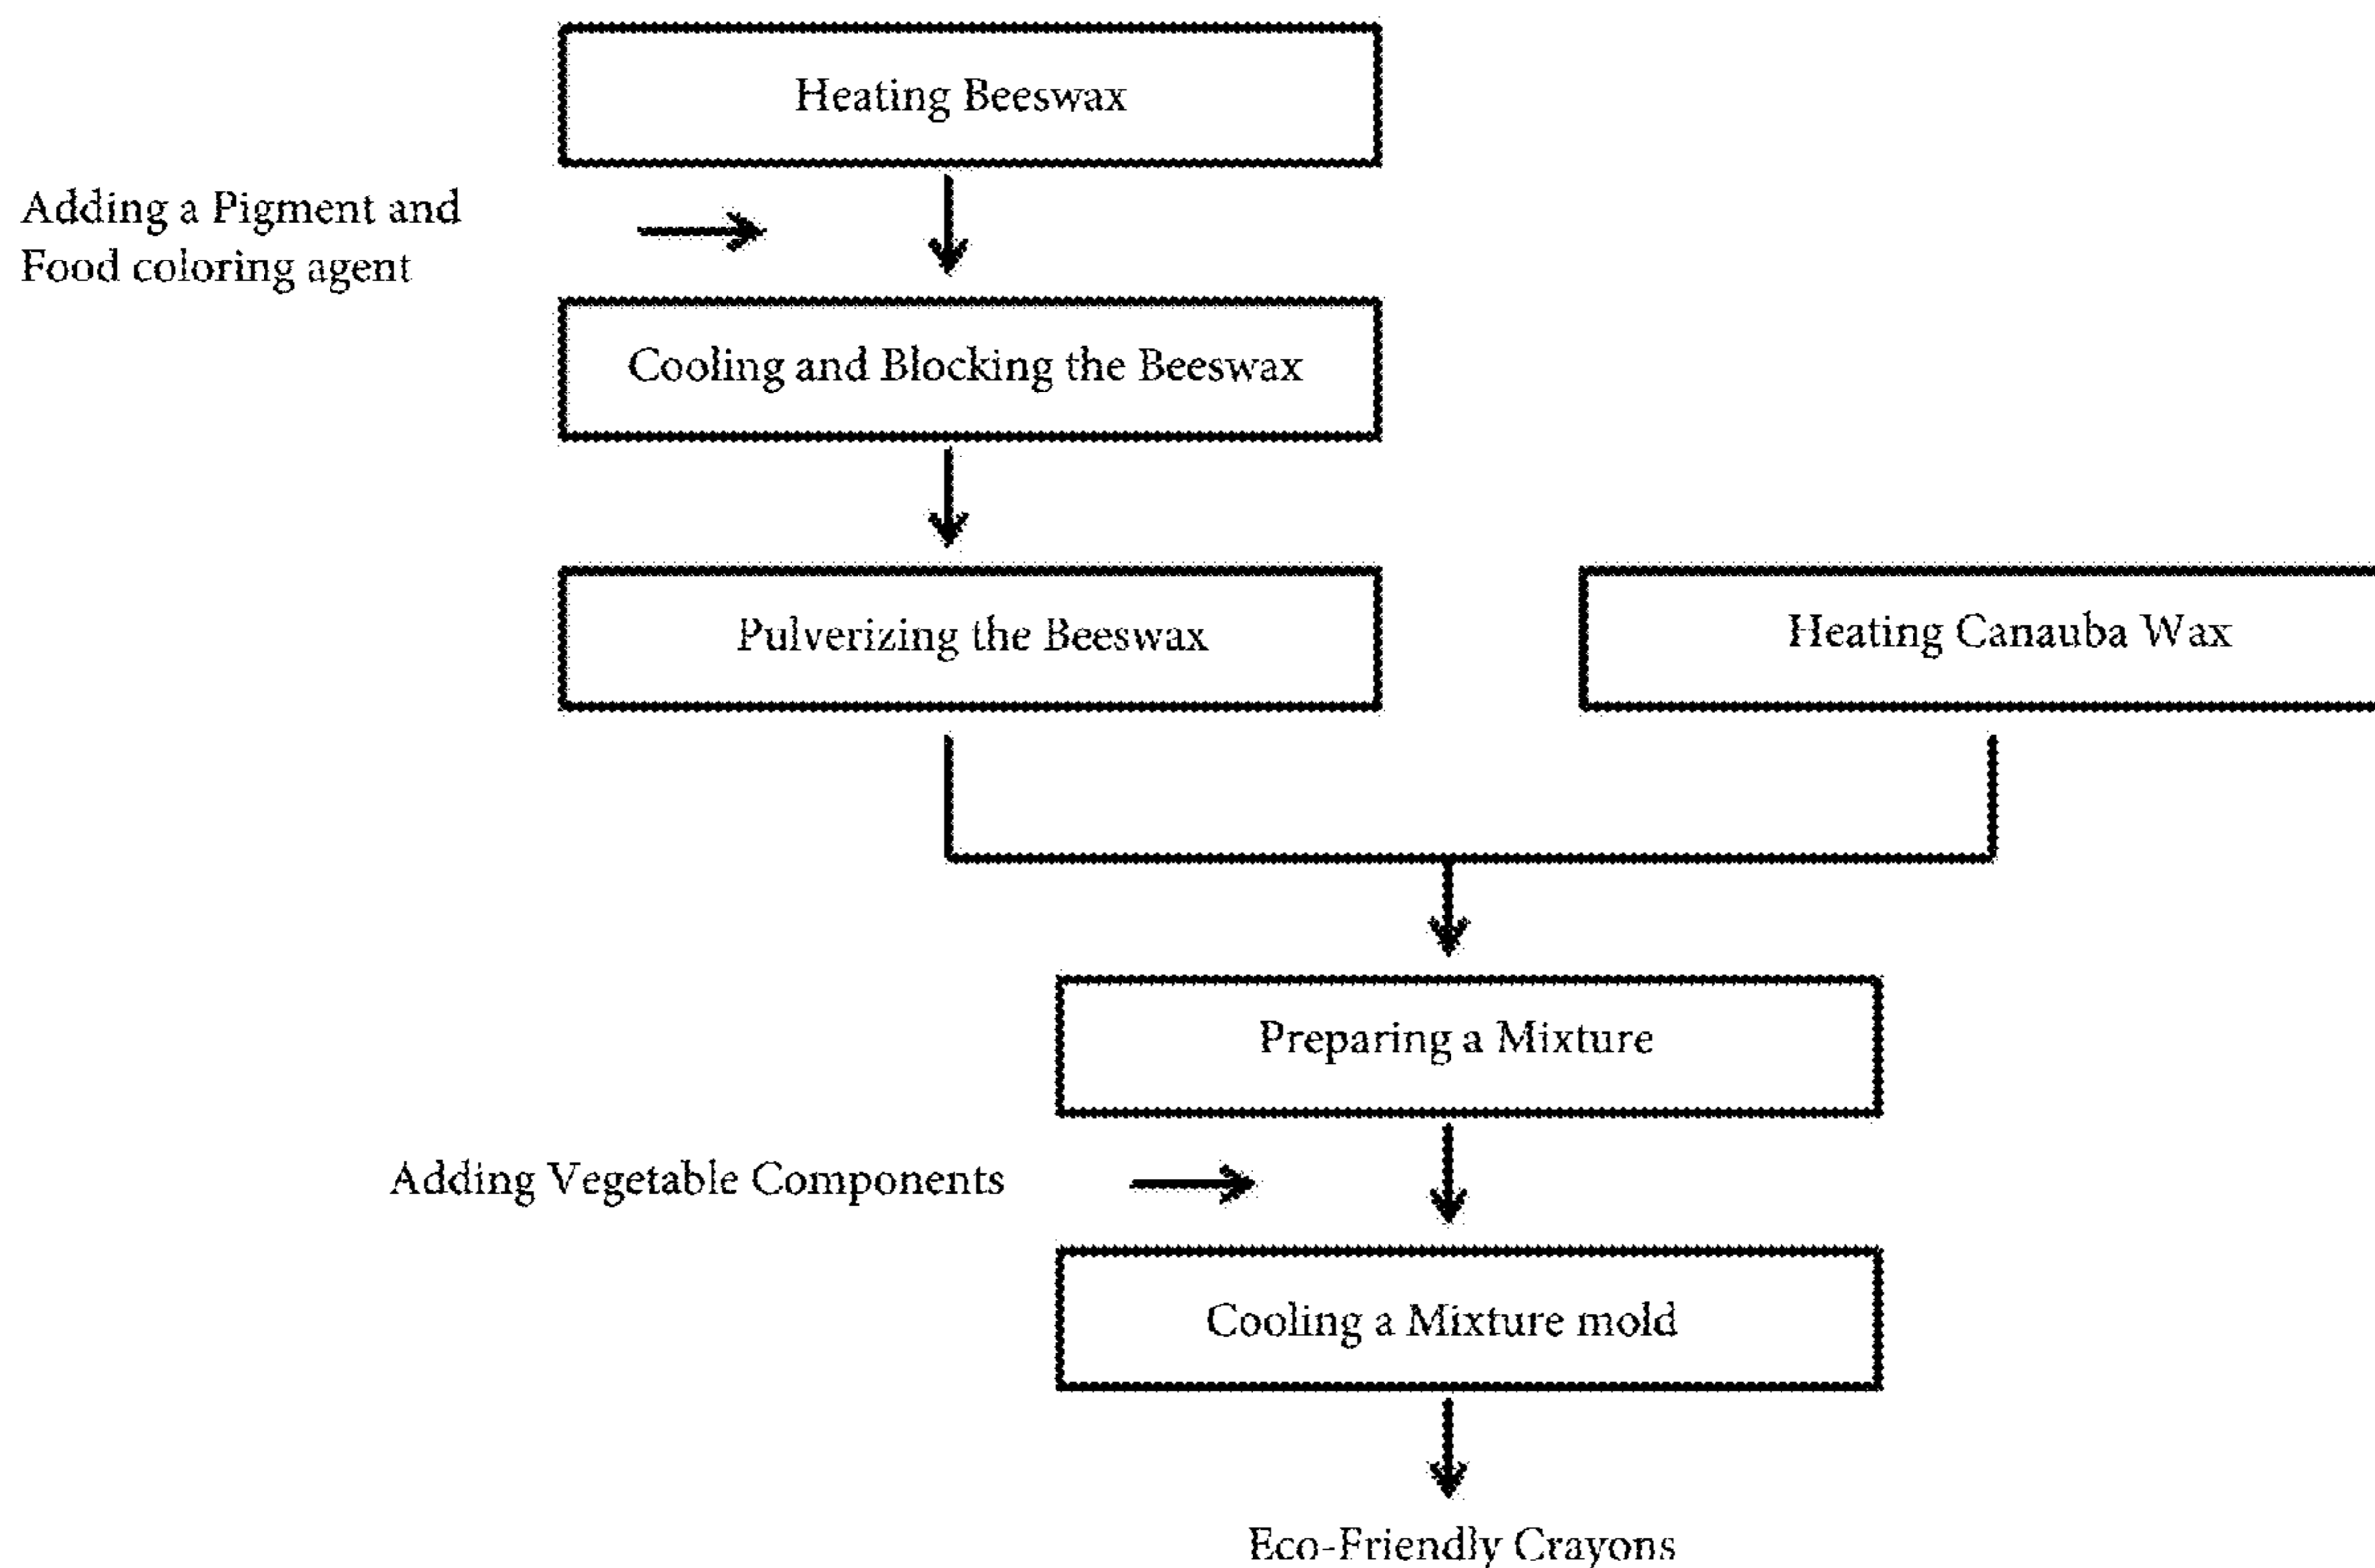 Heating Beeswax
Adding a Pigment and
Food coloring agent
Cooling and Blocking the Beeswax
Pulverizing the Beeswax
Heating Canauba Wax
Preparing a Mixture
Adding Vegetable Components
Cooling a Mixture mold
Eco-Friendly Crayons